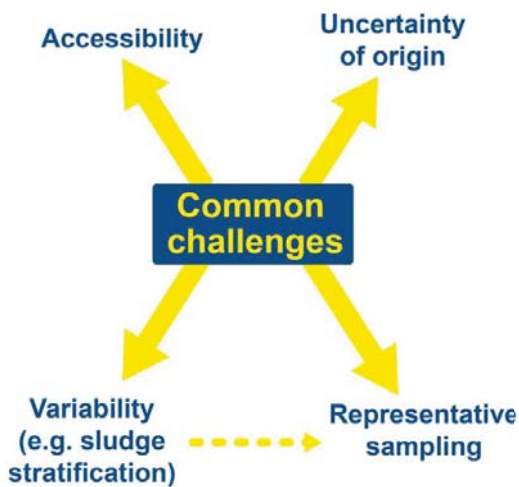 Accessibility
Uncertainty
of origin
Common
challenges
Variability
(e.g. sludge
stratification)
Representative
sampling